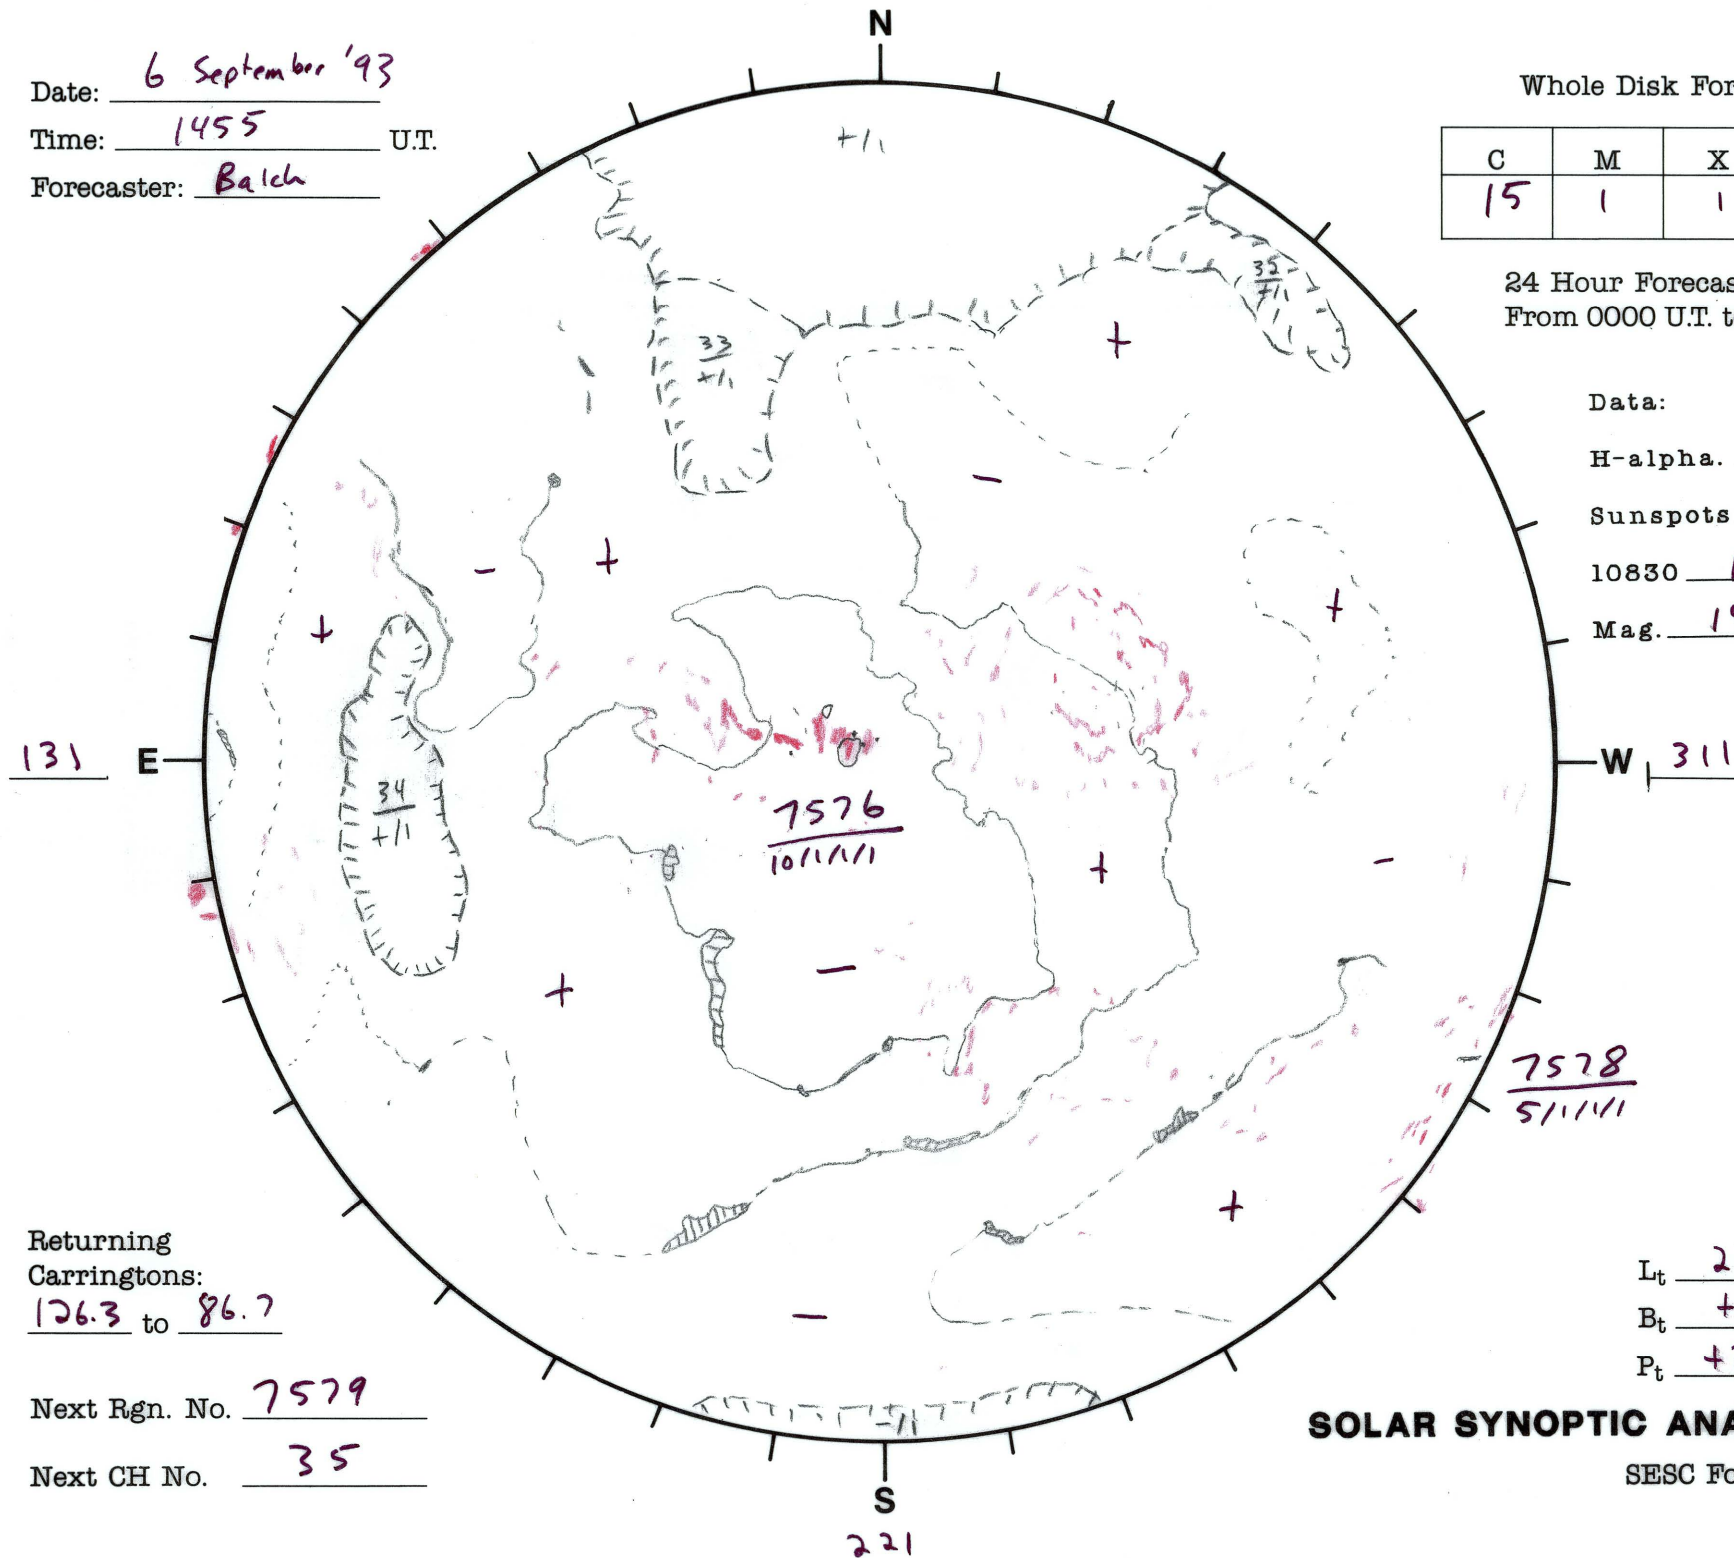 N
Date: 6 September '93
Time: 1455 U.T.
Forecaster: Balch
Whole Disk For
C M X
15 1 1
24 Hour Forecas
From 0000 U.T. t
+/1
35
+/1
33
+/1
+
Data:
H-alpha.
Sunspots
10830
Mag.
-
+
-
+
+
131 E
W 311
34
+/1
7576
10/1/1/1
+
-
-
+
7578
5/1/1/1
+
-
Returning
Carringtons:
126.3 to 86.7
Next Rgn. No. 7579
Next CH No. 35
Lt 2
Bt +
Pt +
-/1
SOLAR SYNOPTIC ANA
SESC Fo
S
221